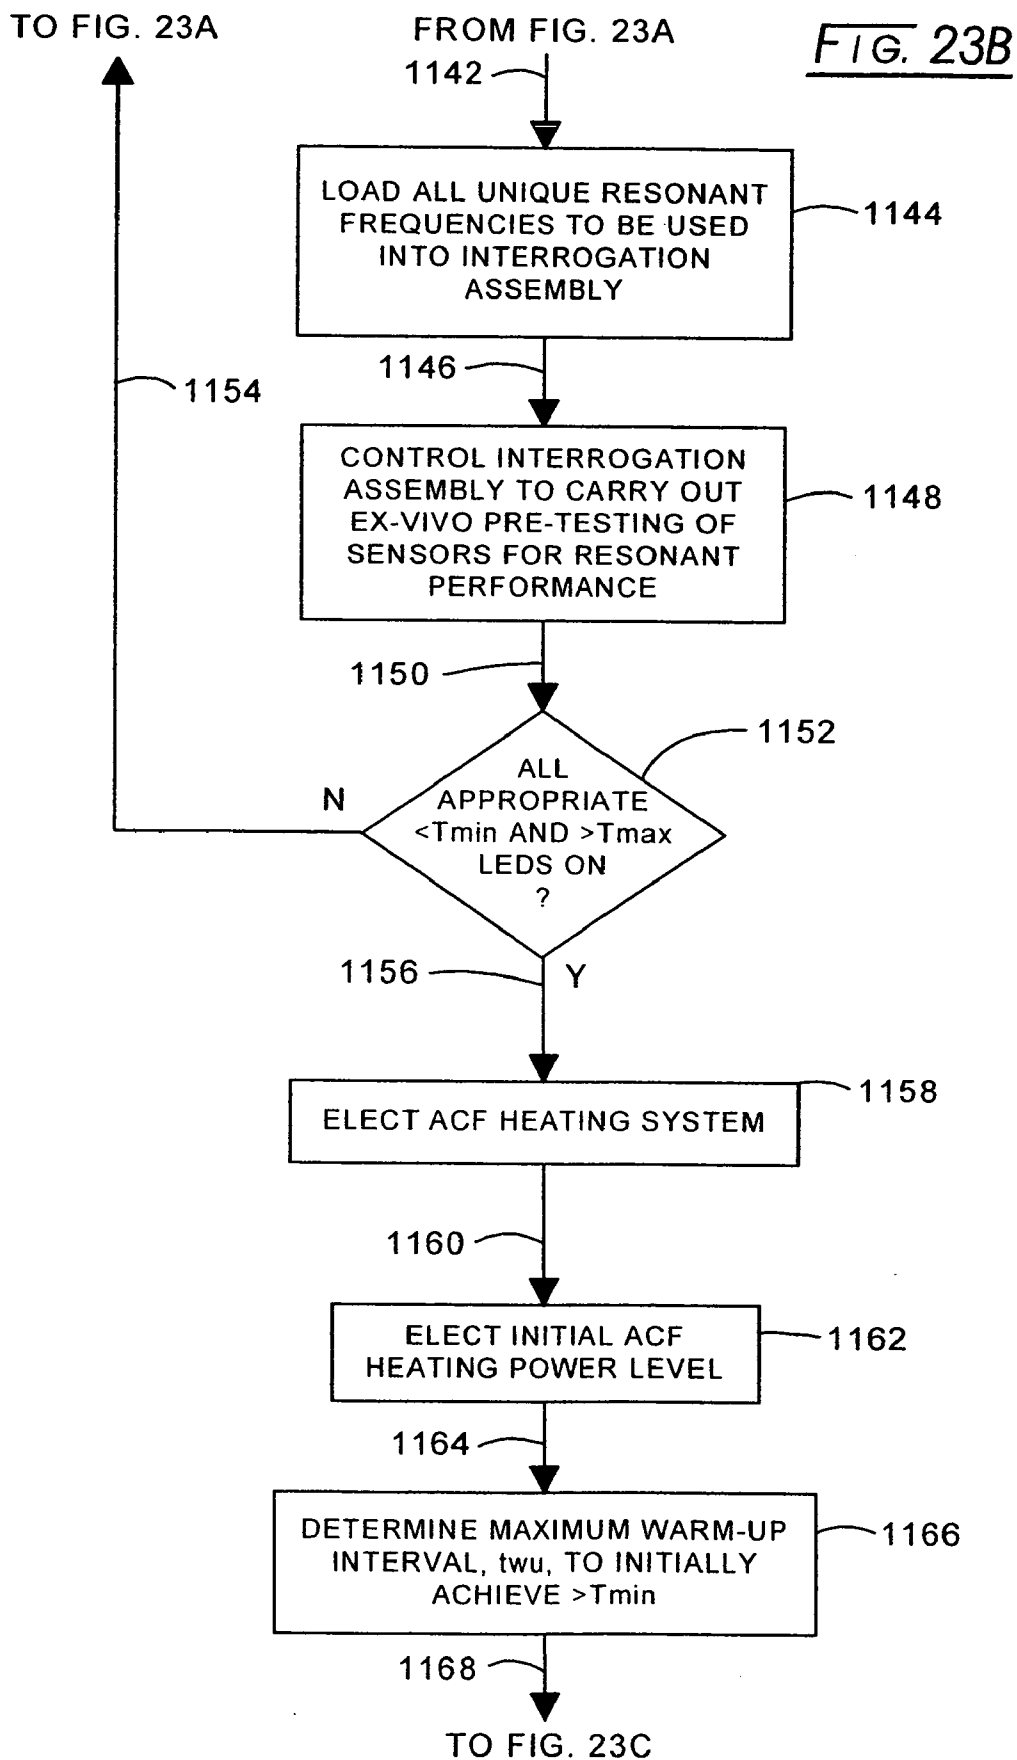 TO FIG. 23A
FROM FIG. 23A
FIG. 23B
1142
LOAD ALL UNIQUE RESONANT
FREQUENCIES TO BE USED
INTO INTERROGATION
ASSEMBLY
1144
1146
1154
CONTROL INTERROGATION
ASSEMBLY TO CARRY OUT
EX-VIVO PRE-TESTING OF
SENSORS FOR RESONANT
PERFORMANCE
1148
1150
1152
ALL
APPROPRIATE
<Tmin AND >Tmax
LEDS ON
?
N
1156
Y
1158
ELECT ACF HEATING SYSTEM
1160
ELECT INITIAL ACF
HEATING POWER LEVEL
1162
1164
DETERMINE MAXIMUM WARM-UP
INTERVAL, twu, TO INITIALLY
ACHIEVE >Tmin
1166
1168
TO FIG. 23C